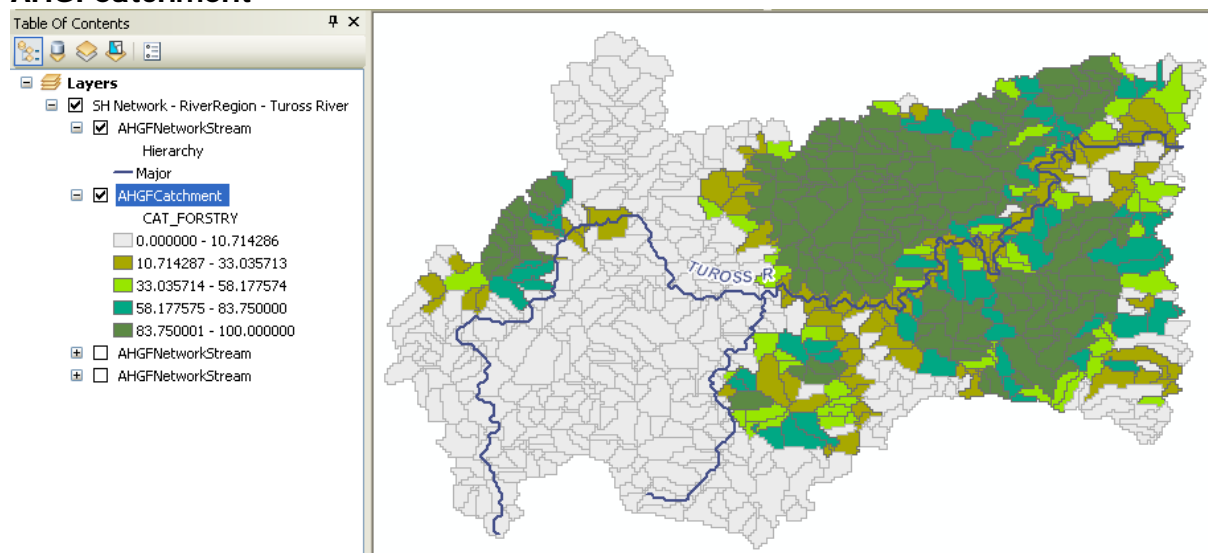 AHGFCatchment
Table Of Contents
Layers
SH Network - RiverRegion - Tuross River
AHGFNetworkStream
Hierarchy
Major
AHGFCatchment
CAT_FORSTRY
0.000000 - 10.714286
10.714287 - 33.035713
33.035714 - 58.177574
58.177575 - 83.750000
83.750001 - 100.000000
AHGFNetworkStream
AHGFNetworkStream
TUROSS R